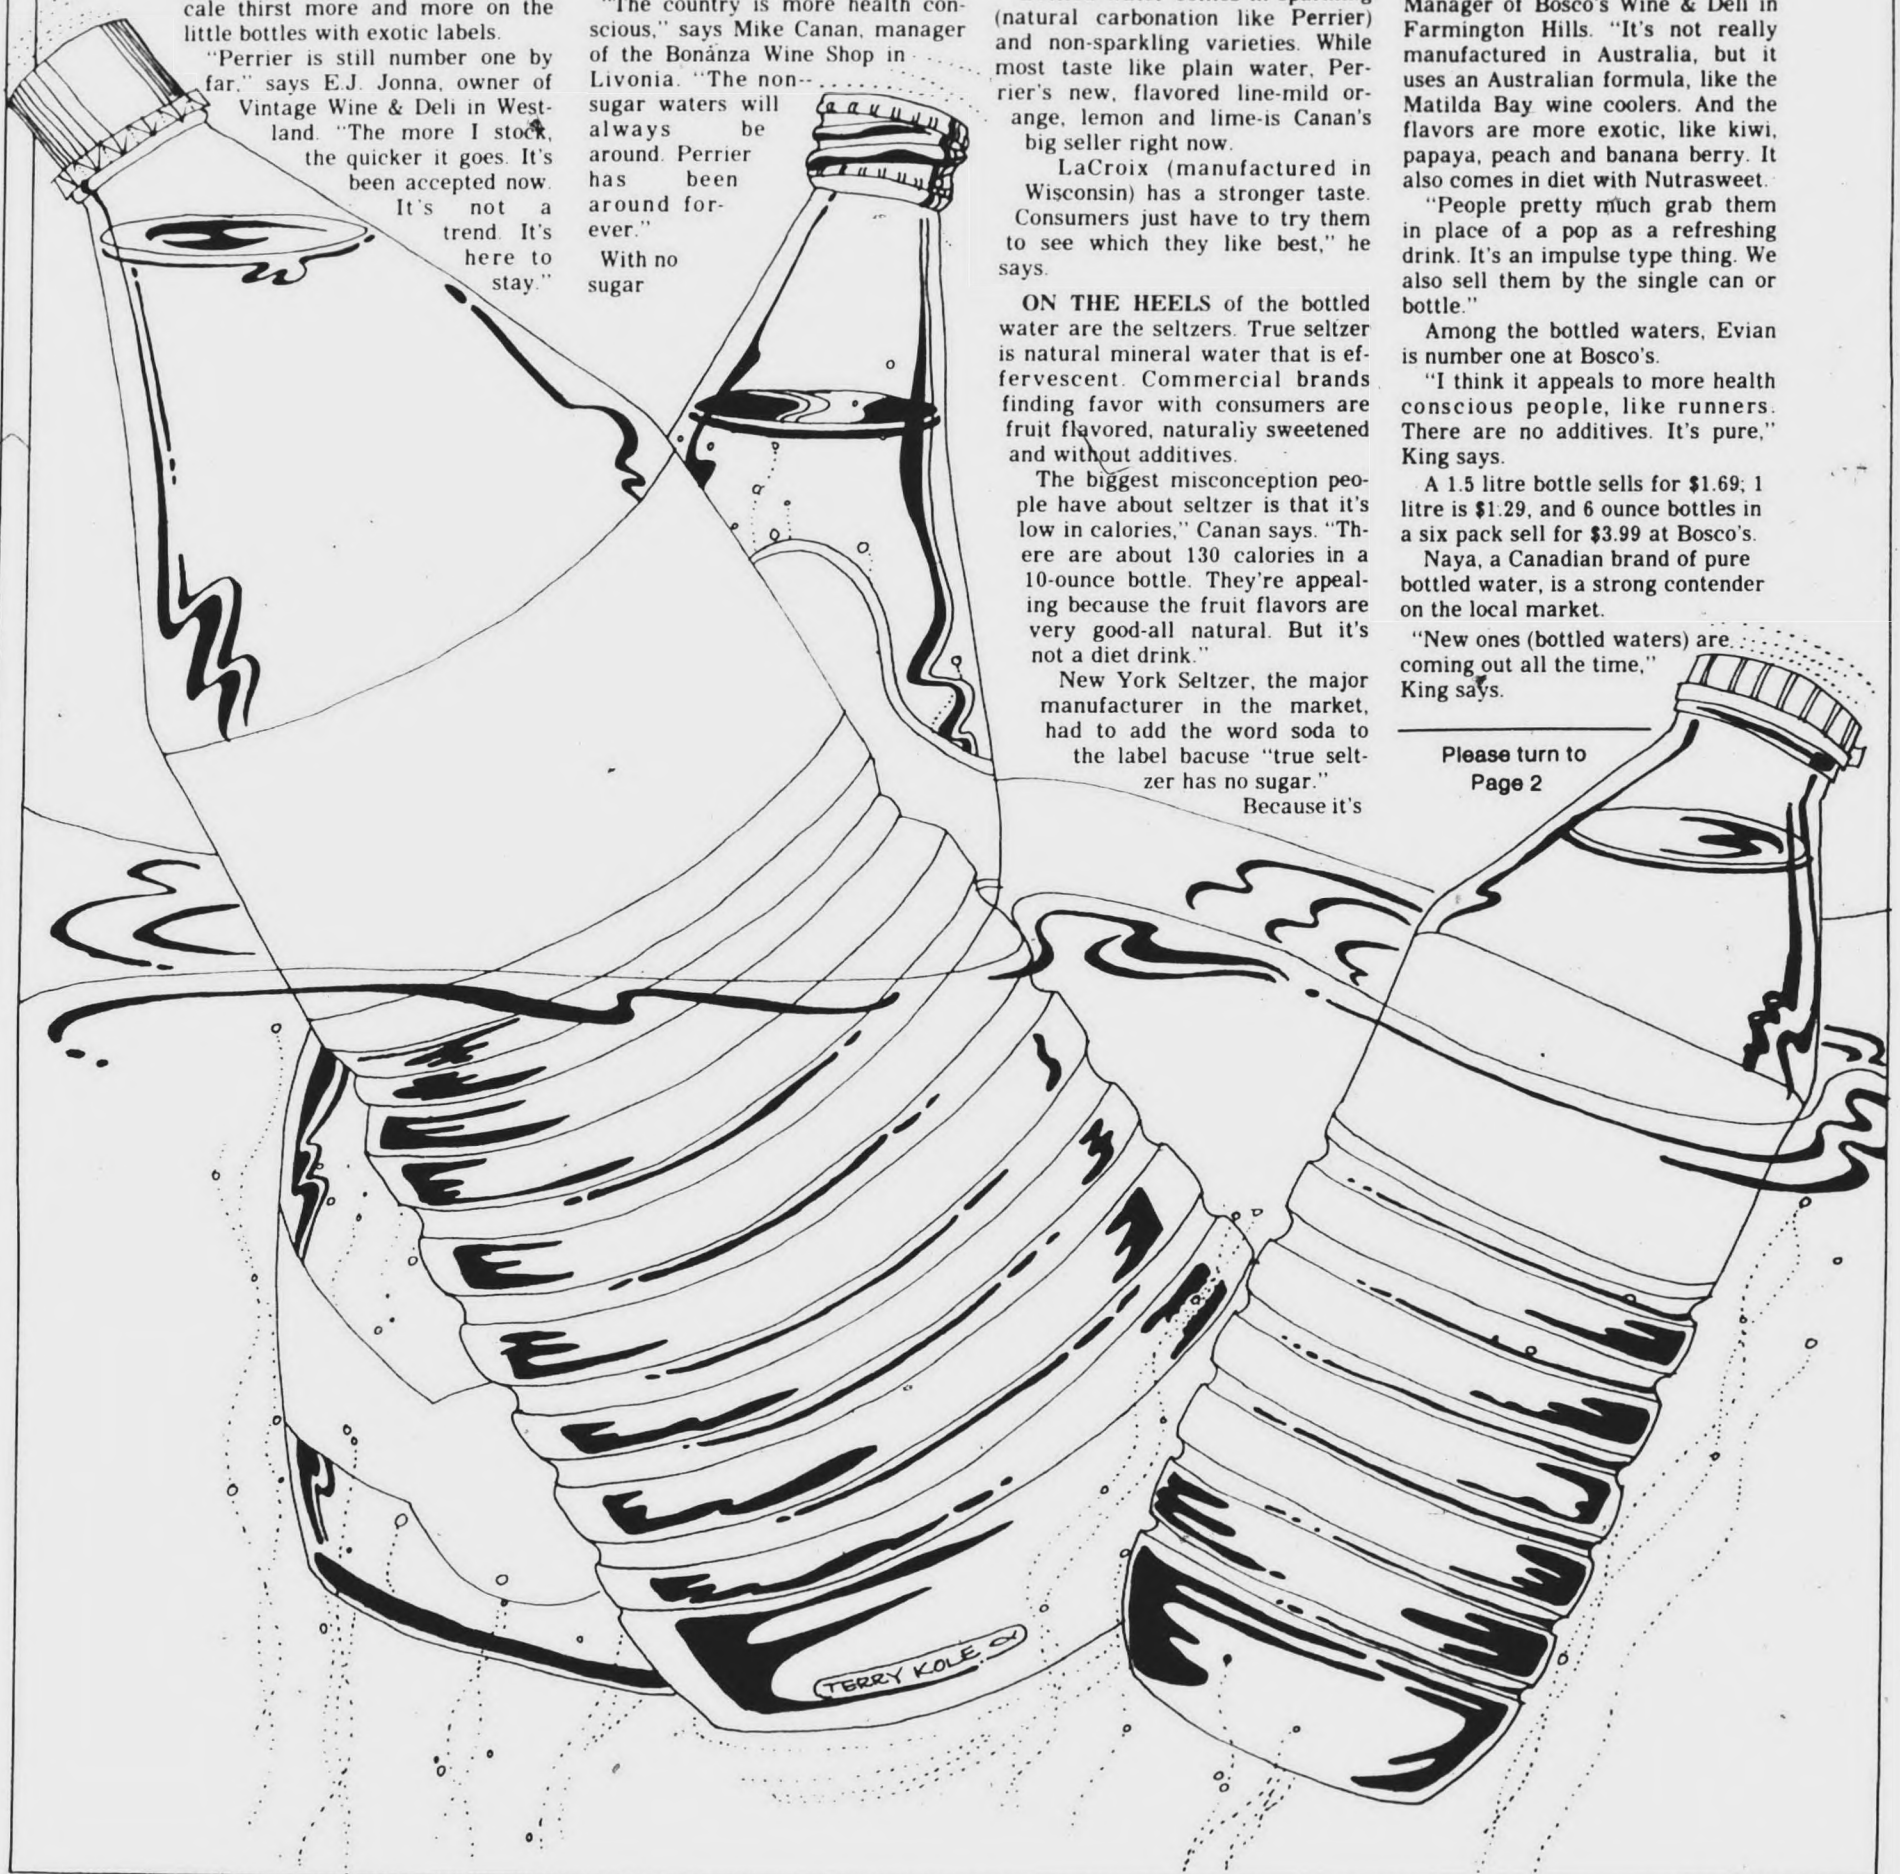 cale thirst more and more on the
little bottles with exotic labels.
"Perrier is still number one by
far," says E.J. Jonna, owner of
Vintage Wine & Deli in West-
land. "The more I stock,
the quicker it goes. It's
been accepted now.
It's not a
trend. It's
here to
stay."
"The country is more health con-
scious," says Mike Canan, manager
of the Bonanza Wine Shop in
Livonia. "The non-
sugar waters will
always be
around. Perrier
has been
around for-
ever."
With no
sugar
(natural carbonation like Perrier)
and non-sparkling varieties. While
most taste like plain water, Per-
rier's new, flavored line-mild or-
ange, lemon and lime-is Canan's
big seller right now.
LaCroix (manufactured in
Wisconsin) has a stronger taste.
Consumers just have to try them
to see which they like best," he
says.
ON THE HEELS of the bottled
water are the seltzers. True seltzer
is natural mineral water that is ef-
fervescent. Commercial brands
finding favor with consumers are
fruit flavored, naturally sweetened
and without additives.
The biggest misconception peo-
ple have about seltzer is that it's
low in calories," Canan says. "Th-
ere are about 130 calories in a
10-ounce bottle. They're appeal-
ing because the fruit flavors are
very good-all natural. But it's
not a diet drink."
New York Seltzer, the major
manufacturer in the market,
had to add the word soda to
the label bacuse "true selt-
zer has no sugar."
Because it's
Manager of Bosco's Wine & Deli in
Farmington Hills. "It's not really
manufactured in Australia, but it
uses an Australian formula, like the
Matilda Bay wine coolers. And the
flavors are more exotic, like kiwi,
papaya, peach and banana berry. It
also comes in diet with Nutrasweet.
"People pretty much grab them
in place of a pop as a refreshing
drink. It's an impulse type thing. We
also sell them by the single can or
bottle."
Among the bottled waters, Evian
is number one at Bosco's.
"I think it appeals to more health
conscious people, like runners.
There are no additives. It's pure,"
King says.
A 1.5 litre bottle sells for $1.69; 1
litre is $1.29, and 6 ounce bottles in
a six pack sell for $3.99 at Bosco's.
Naya, a Canadian brand of pure
bottled water, is a strong contender
on the local market.
"New ones (bottled waters) are
coming out all the time,"
King says.
Please turn to
Page 2
TERRY KOLE